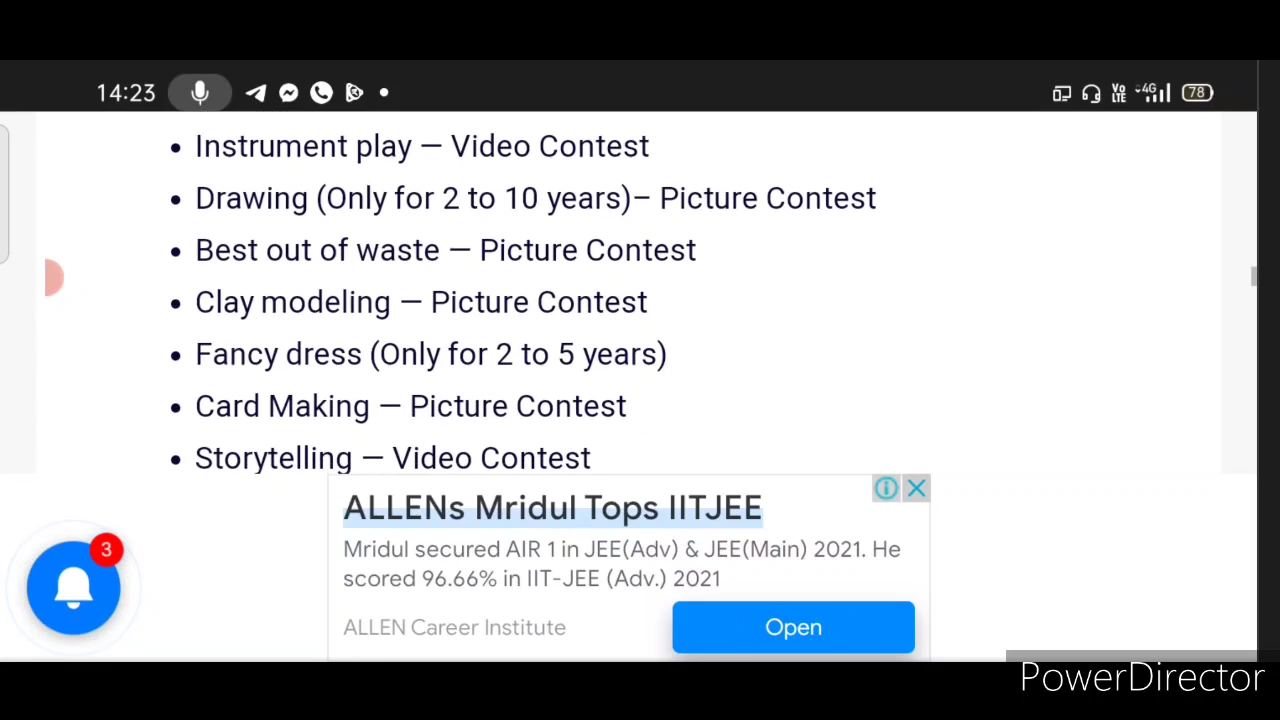 14:23 Vo LTE 4G 78
Instrument play — Video Contest
Drawing (Only for 2 to 10 years)– Picture Contest
Best out of waste — Picture Contest
Clay modeling — Picture Contest
Fancy dress (Only for 2 to 5 years)
Card Making — Picture Contest
Storytelling — Video Contest
ALLENs Mridul Tops IITJEE
Mridul secured AIR 1 in JEE(Adv) & JEE(Main) 2021. He
scored 96.66% in IIT-JEE (Adv.) 2021
ALLEN Career Institute
Open
3
PowerDirector